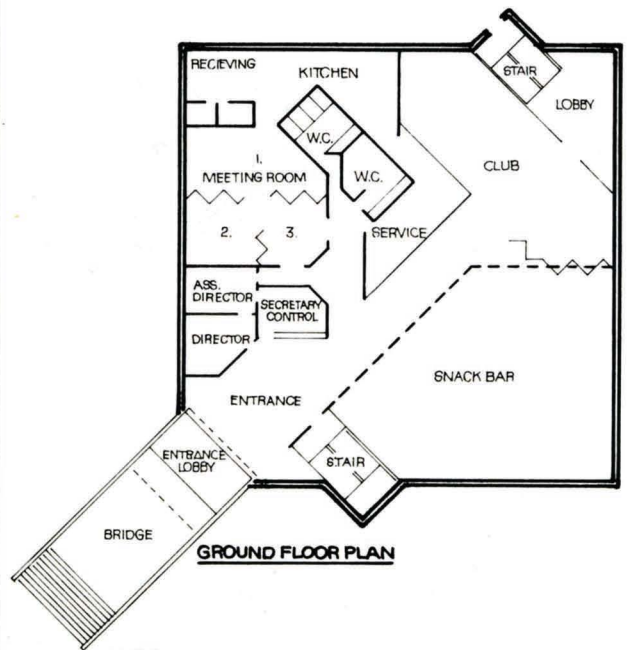 RECIEVING
KITCHEN
STAIR
LOBBY
W.C.
W.C.
1.
MEETING ROOM
CLUB
2.
3.
SERVICE
ASS.
DIRECTOR
SECRETARY
CONTROL
DIRECTOR
SNACK BAR
ENTRANCE
ENTRANCE
LOBBY
STAIR
BRIDGE
GROUND FLOOR PLAN